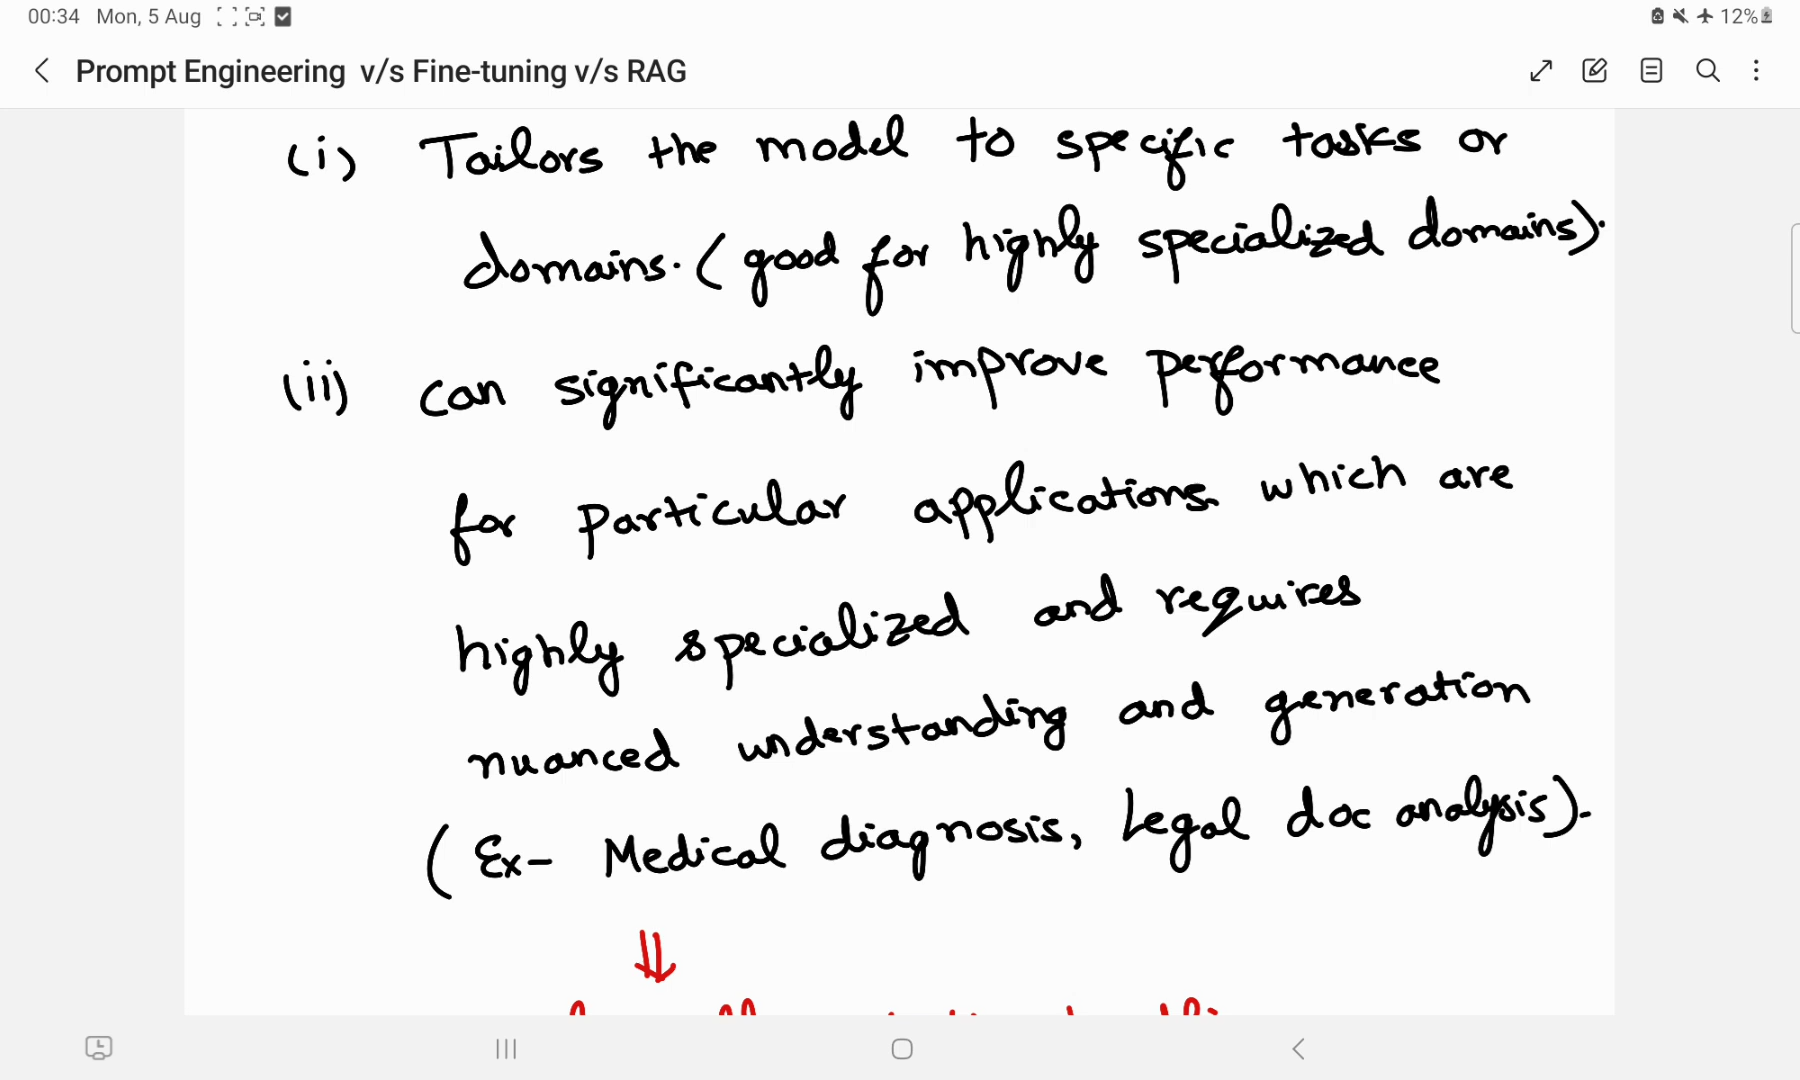 00:34 Mon, 5 Aug 12%
Prompt Engineering v/s Fine-tuning v/s RAG
(i) Tailors the model to specific tasks or
domains. (good for highly specialized domains).
(ii) can significantly improve performance
for particular applications which are
highly specialized and requires
nuanced understanding and generation
(Ex- Medical diagnosis, Legal doc analysis).